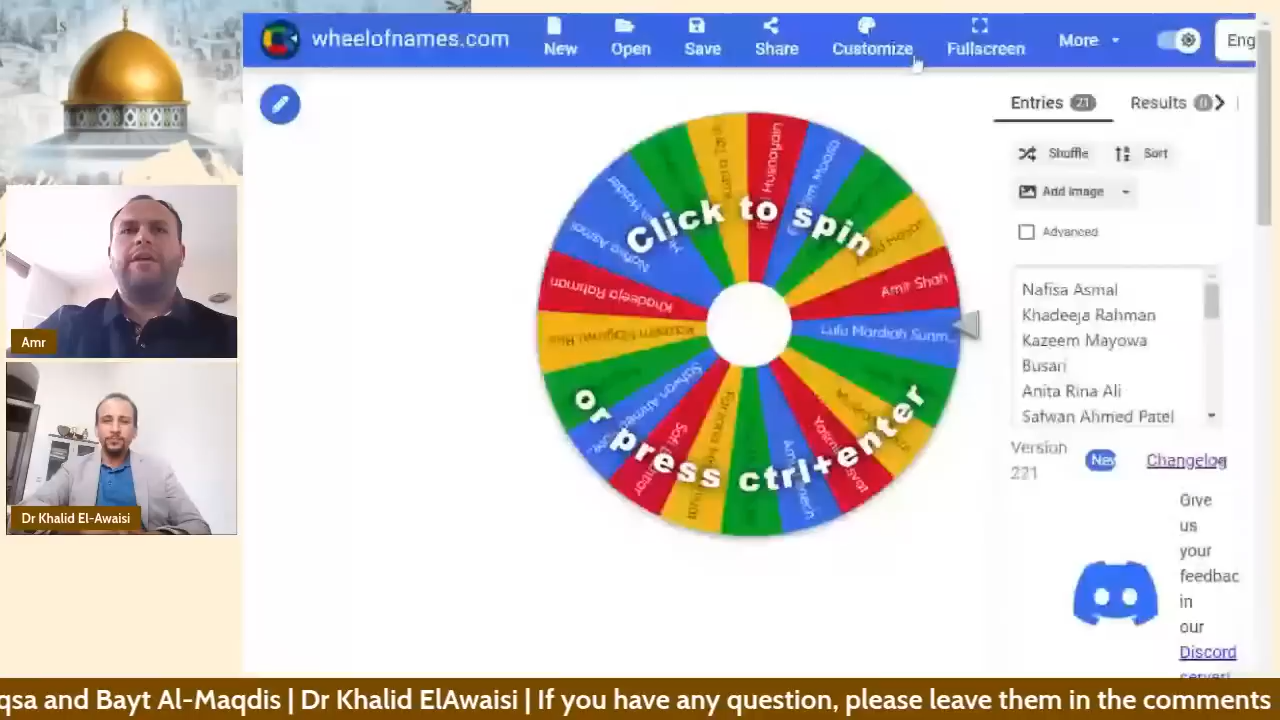 wheelofnames.com
New
Open
Save
Share
Customize
Fullscreen
More
Eng
Entries 21
Results 0
Shuffle
Sort
Add image
Advanced
Nafisa Asmal
Khadeeja Rahman
Kazeem Mayowa
Busari
Anita Rina Ali
Safwan Ahmed Patel
Version
221
Changelog
Give
us
your
feedbac
in
our
Discord
Click to spin
or press ctrl+enter
Amir Shah
Khadeeja Rahman
Nafisa Asmal
Amr
Dr Khalid El-Awaisi
qsa and Bayt Al-Maqdis | Dr Khalid ElAwaisi | If you have any question, please leave them in the comments